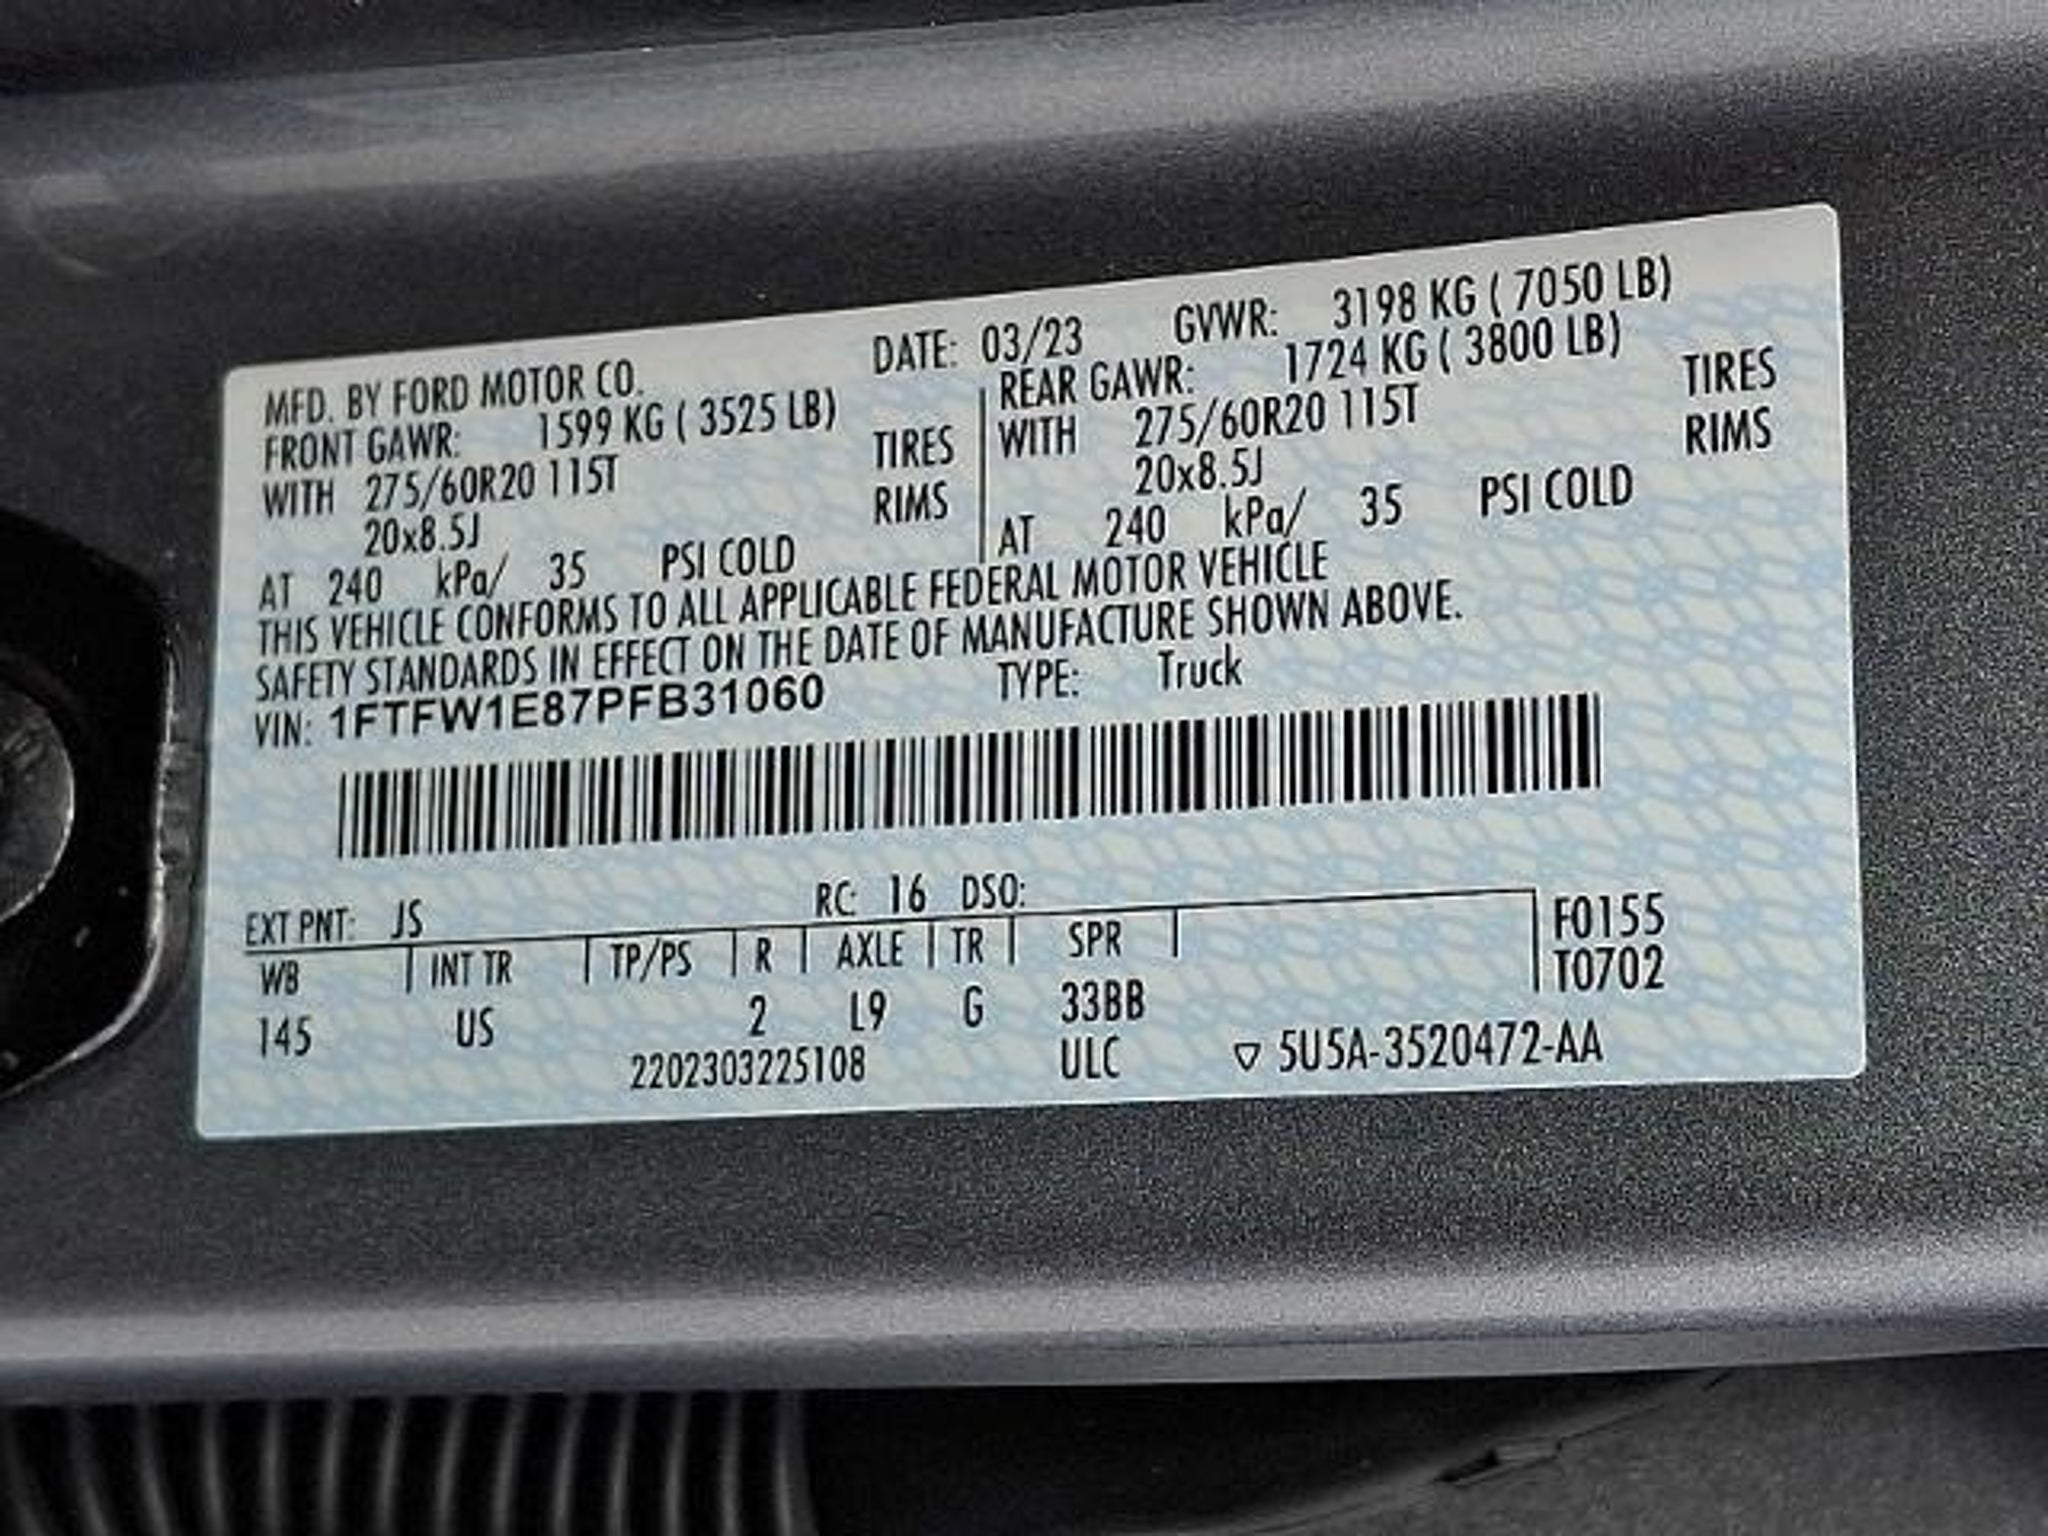 MFD. BY FORD MOTOR CO. DATE: 03/23 GVWR: 3198 KG ( 7050 LB)
FRONT GAWR: 1599 KG ( 3525 LB) REAR GAWR: 1724 KG ( 3800 LB)
WITH 275/60R20 115T TIRES WITH 275/60R20 115T TIRES
20x8.5J RIMS 20x8.5J RIMS
AT 240 kPa/ 35 PSI COLD AT 240 kPa/ 35 PSI COLD
THIS VEHICLE CONFORMS TO ALL APPLICABLE FEDERAL MOTOR VEHICLE
SAFETY STANDARDS IN EFFECT ON THE DATE OF MANUFACTURE SHOWN ABOVE.
VIN: 1FTFW1E87PFB31060 TYPE: Truck
EXT PNT: JS RC: 16 DSO: F0155
WB INT TR TP/PS R AXLE TR SPR T0702
145 US 2 L9 G 33BB
2202303225108 ULC ▽ 5U5A-3520472-AA